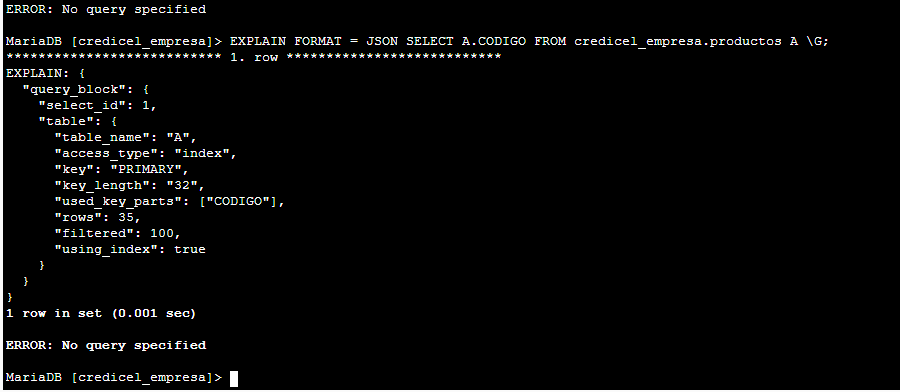 ERROR: No query specified
MariaDB [credicel_empresa]> EXPLAIN FORMAT = JSON SELECT A.CODIGO FROM credicel_empresa.productos A \G;
*************************** 1. row ***************************
EXPLAIN: {
  "query_block": {
    "select_id": 1,
    "table": {
      "table_name": "A",
      "access_type": "index",
      "key": "PRIMARY",
      "key_length": "32",
      "used_key_parts": ["CODIGO"],
      "rows": 35,
      "filtered": 100,
      "using_index": true
    }
  }
}
1 row in set (0.001 sec)
ERROR: No query specified
MariaDB [credicel_empresa]>